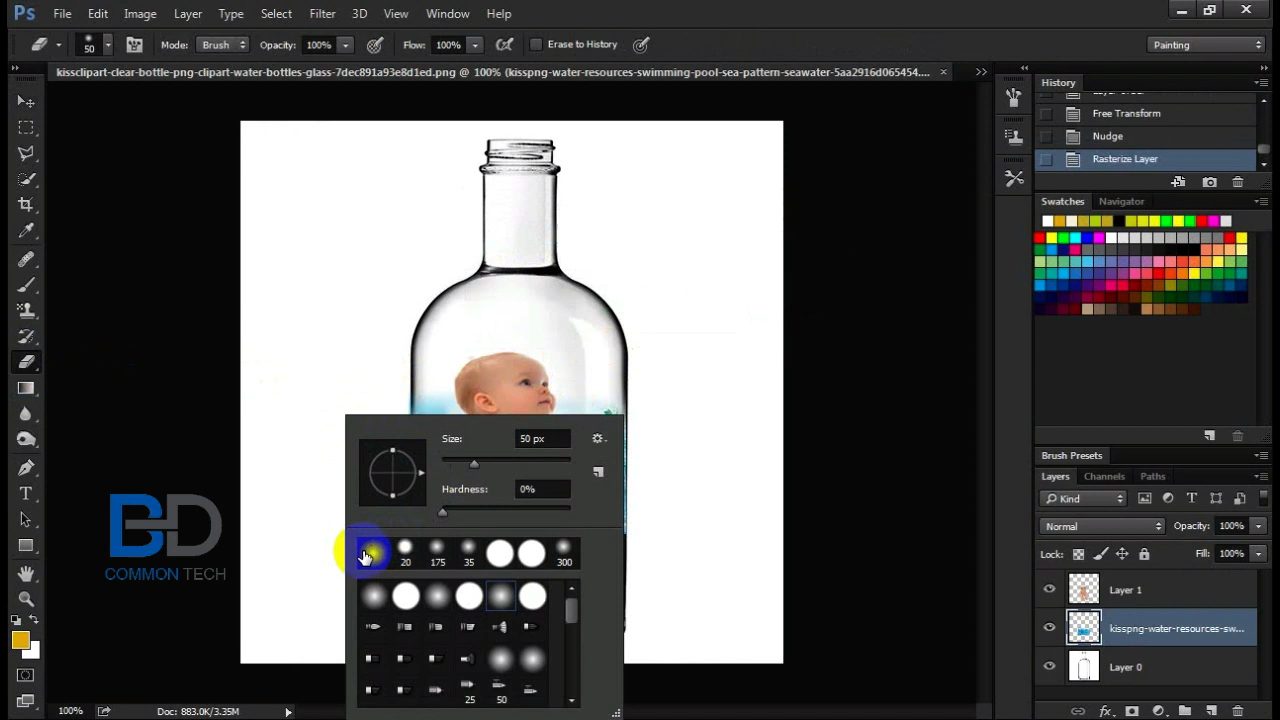 Ps File Edit Image Layer Type Select Filter 3D View Window Help
50 Mode: Brush Opacity: 100% Flow: 100% Erase to History Painting
kissclipart-clear-bottle-png-clipart-water-bottles-glass-7dec891a93e8d1ed.png @ 100% (kisspng-water-resources-swimming-pool-sea-pattern-seawater-5aa2916d065454....
History
Free Transform
Nudge
Rasterize Layer
Swatches Navigator
Size: 50 px
Hardness: 0%
20 175 35 300
25 50
BD
COMMON TECH
Brush Presets
Layers Channels Paths
Kind
Normal Opacity: 100%
Lock: Fill: 100%
Layer 1
kisspng-water-resources-sw...
Layer 0
100% Doc: 883.0K/3.35M